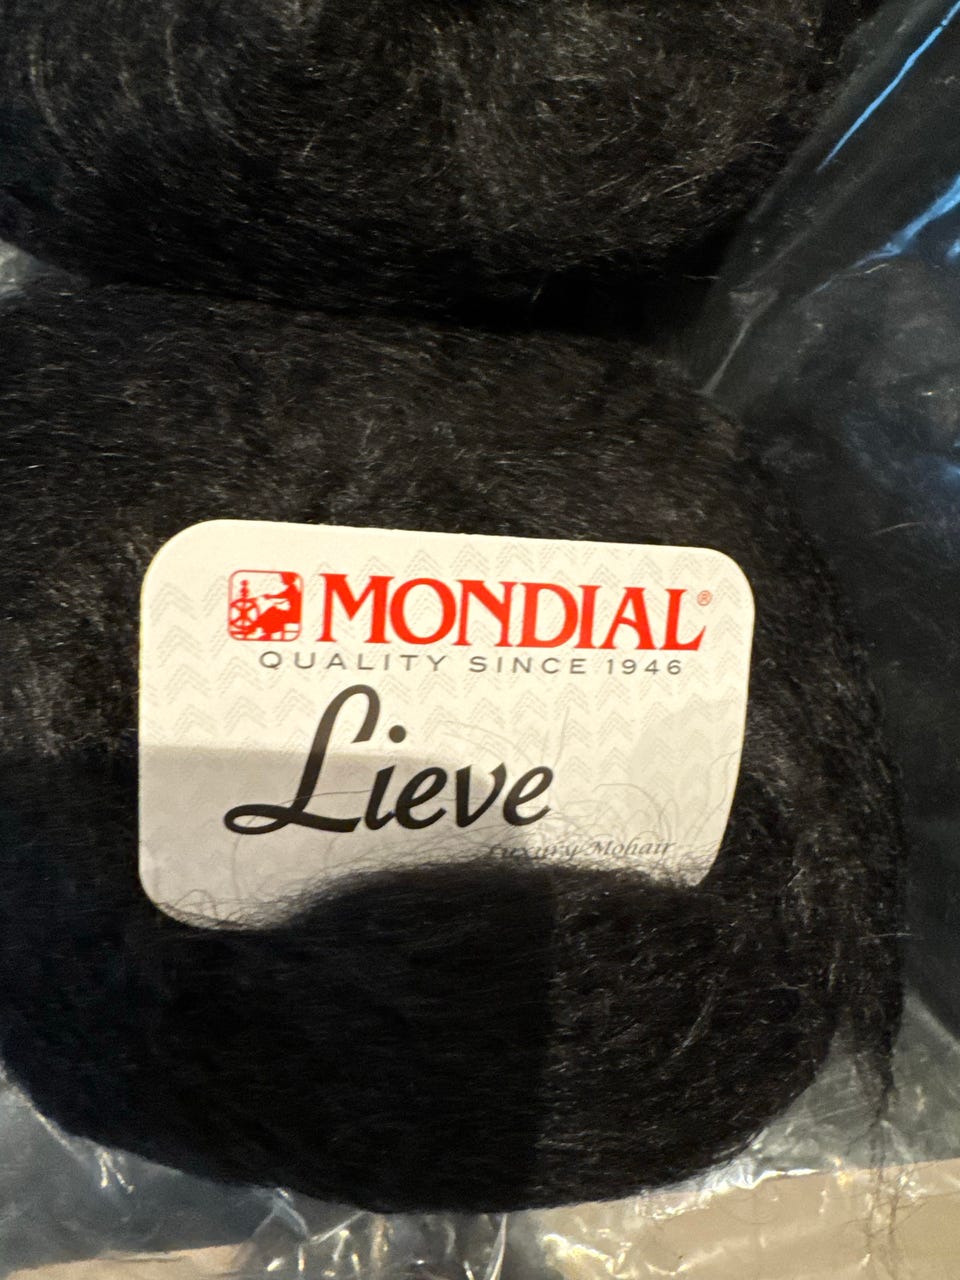 MONDIAL®
QUALITY SINCE 1946
Lieve
Luxury Mohair